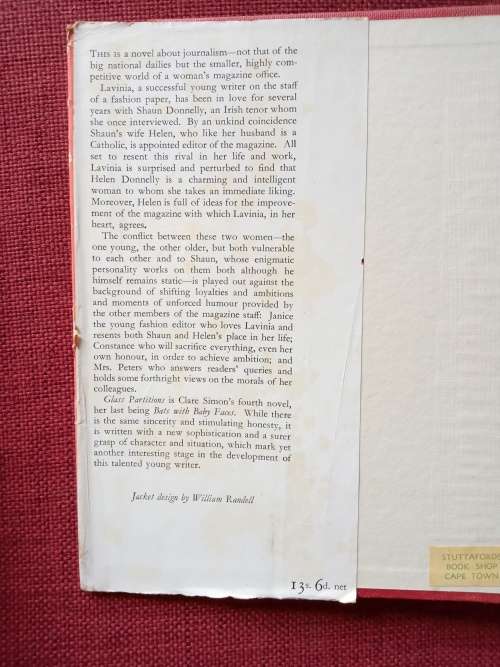 THIS is a novel about journalism—not that of the
big national dailies but the smaller, highly com-
petitive world of a woman's magazine office.
Lavinia, a successful young writer on the staff
of a fashion paper, has been in love for several
years with Shaun Donnelly, an Irish tenor whom
she once interviewed. By an unkind coincidence
Shaun's wife Helen, who like her husband is a
Catholic, is appointed editor of the magazine. All
set to resent this rival in her life and work,
Lavinia is surprised and perturbed to find that
Helen Donnelly is a charming and intelligent
woman to whom she takes an immediate liking.
Moreover, Helen is full of ideas for the improve-
ment of the magazine with which Lavinia, in her
heart, agrees.
The conflict between these two women—the
one young, the other older, but both vulnerable
to each other and to Shaun, whose enigmatic
personality works on them both although he
himself remains static—is played out against the
background of shifting loyalties and ambitions
and moments of unforced humour provided by
the other members of the magazine staff: Janice
the young fashion editor who loves Lavinia and
resents both Shaun and Helen's place in her life;
Constance who will sacrifice everything, even her
own honour, in order to achieve ambition; and
Mrs. Peters who answers readers' queries and
holds some forthright views on the morals of her
colleagues.
Glass Partitions is Clare Simon's fourth novel,
her last being Bats with Baby Faces. While there
is the same sincerity and stimulating honesty, it
is written with a new sophistication and a surer
grasp of character and situation, which mark yet
another interesting stage in the development of
this talented young writer.
Jacket design by William Randell
13s. 6d. net
STUTTAFORDS
BOOK SHOP
CAPE TOWN